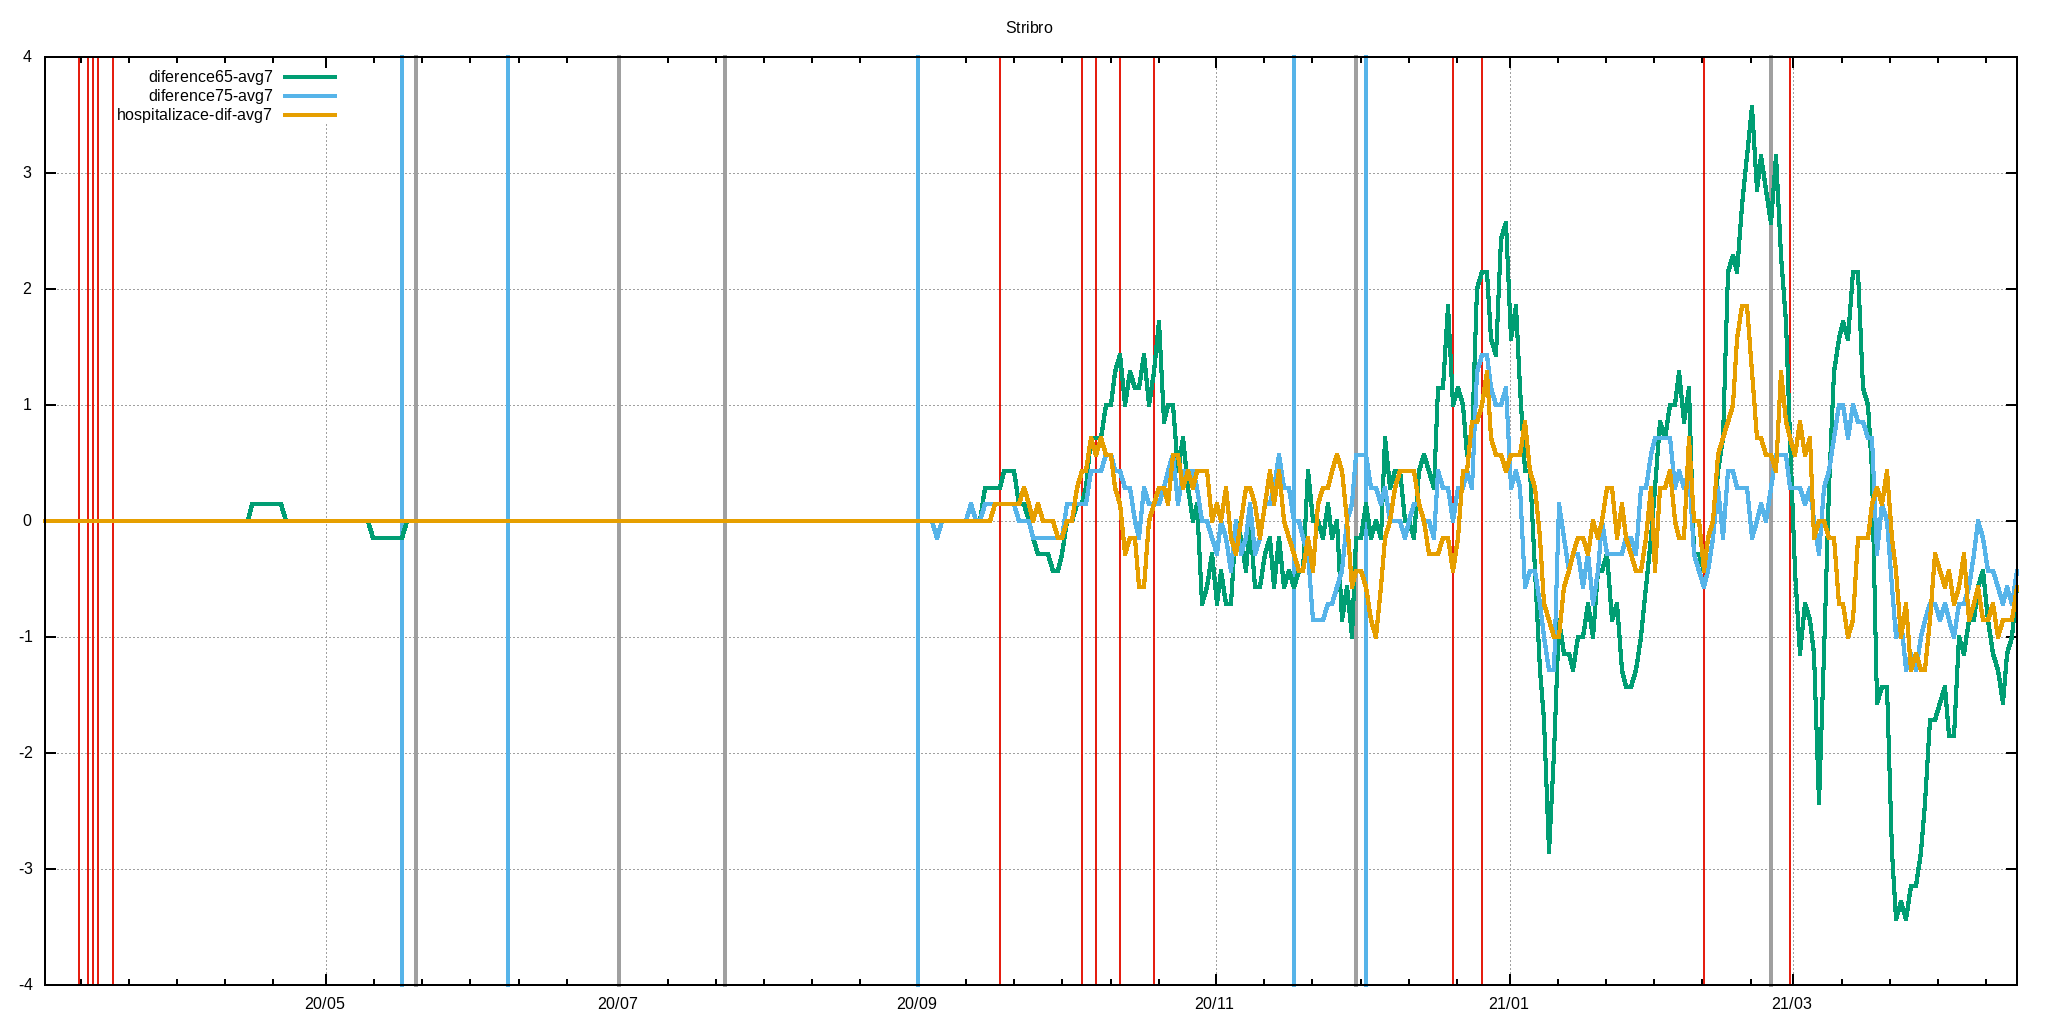 Stribro
diference65-avg7
diference75-avg7
hospitalizace-dif-avg7
4
3
2
1
0
-1
-2
-3
-4
20/05 20/07 20/09 20/11 21/01 21/03